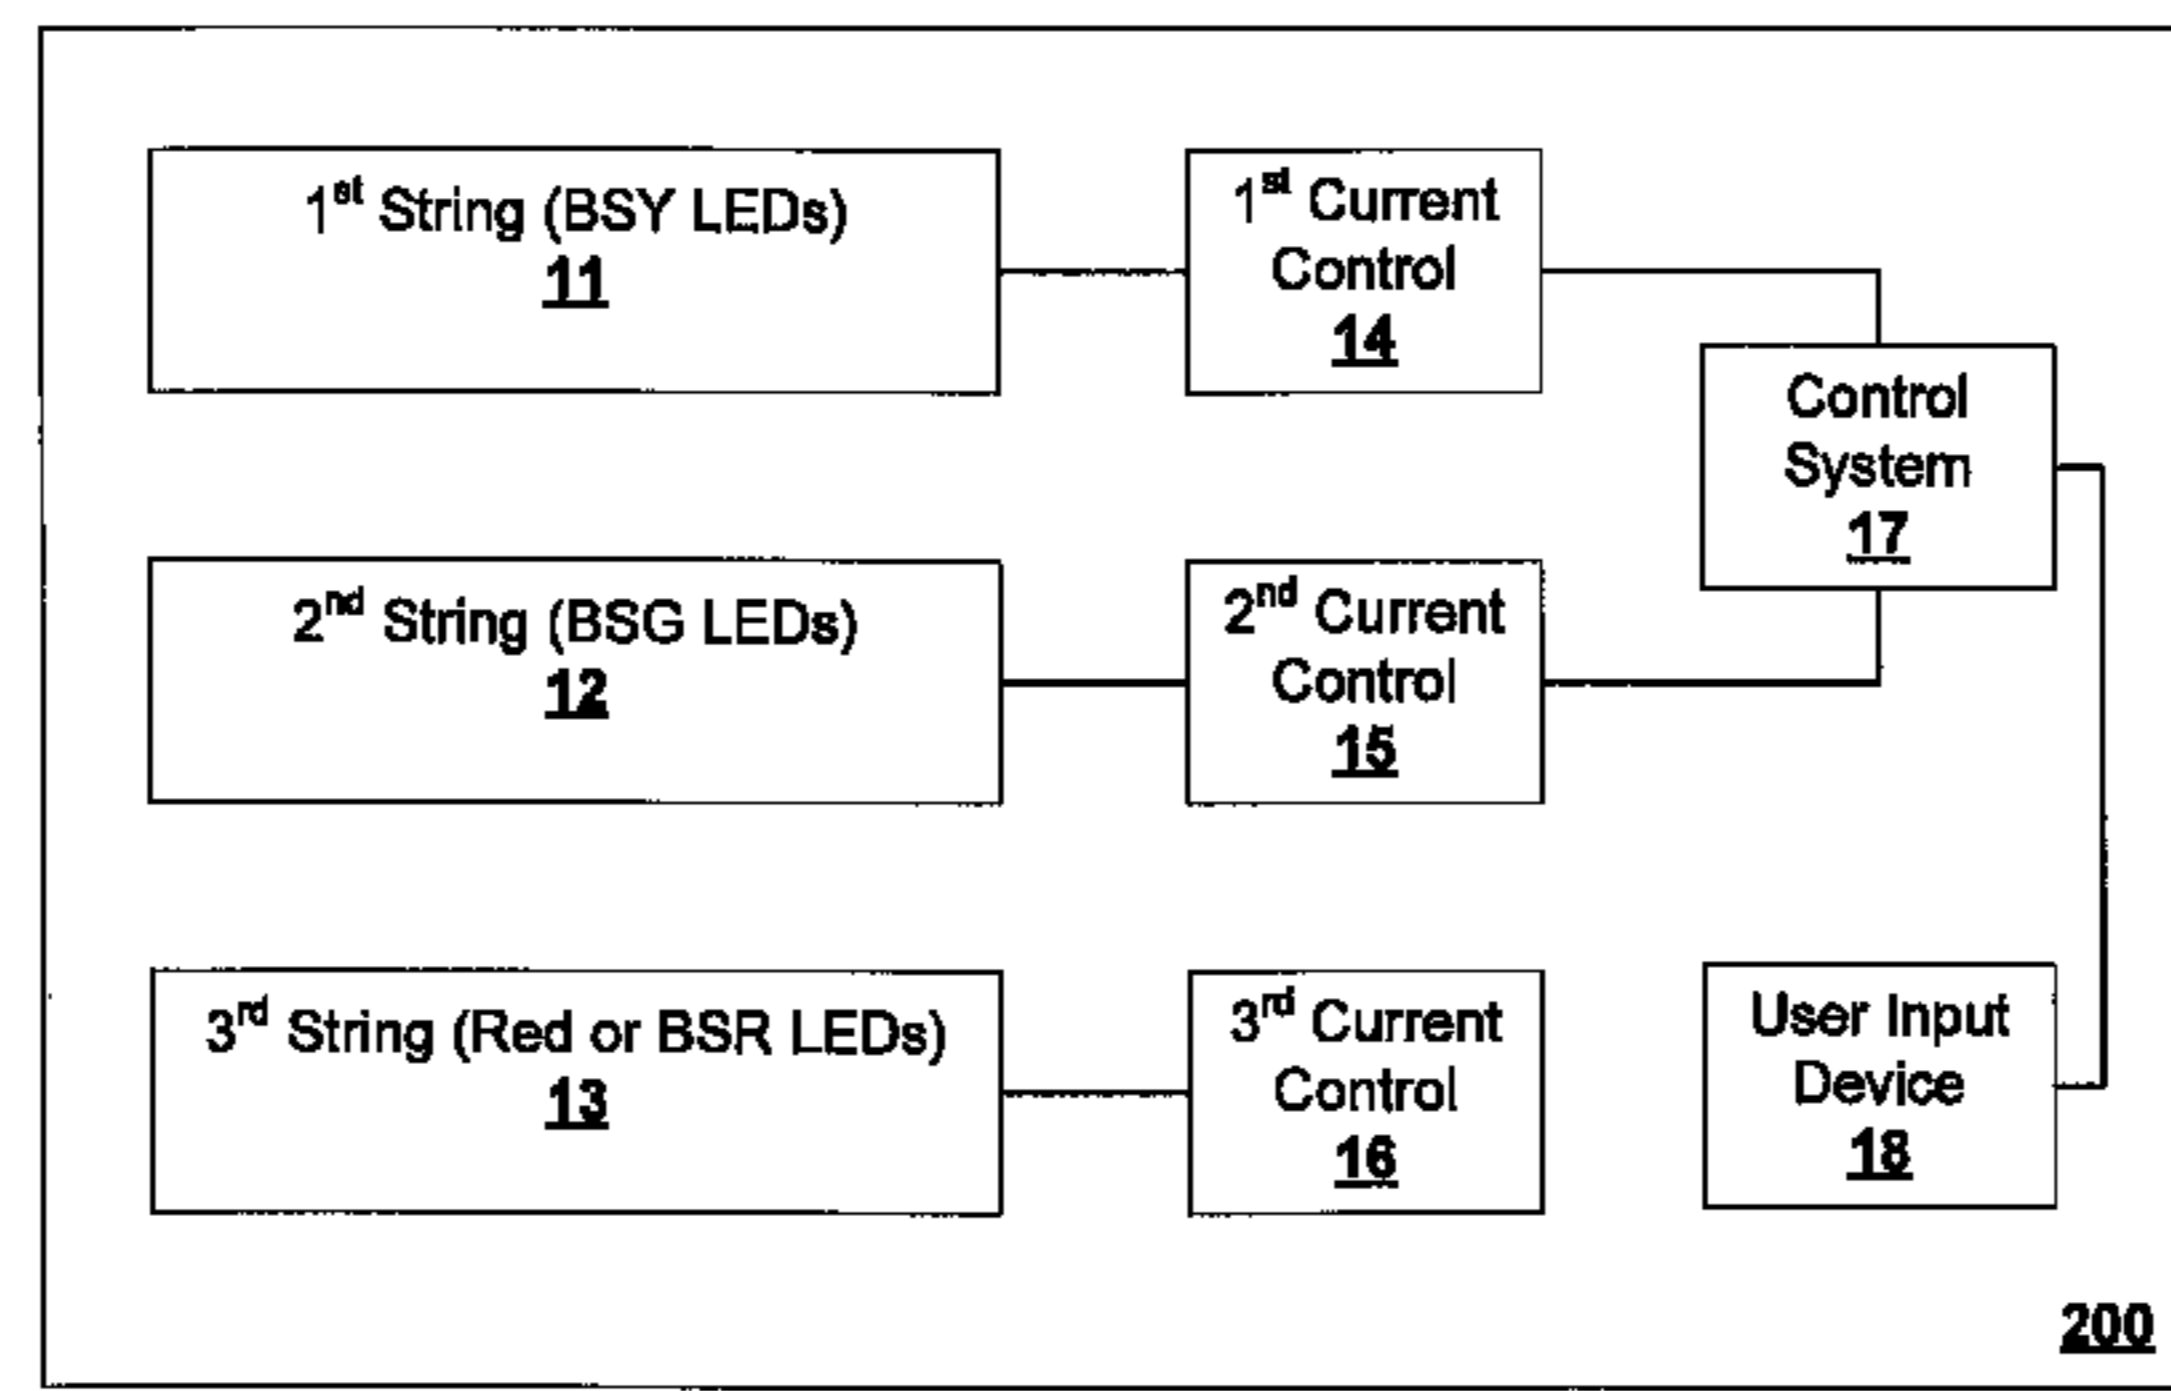 1st String (BSY LEDs)
11
1st Current
Control
14
Control
System
17
2nd String (BSG LEDs)
12
2nd Current
Control
15
3rd String (Red or BSR LEDs)
13
3rd Current
Control
16
User Input
Device
18
200